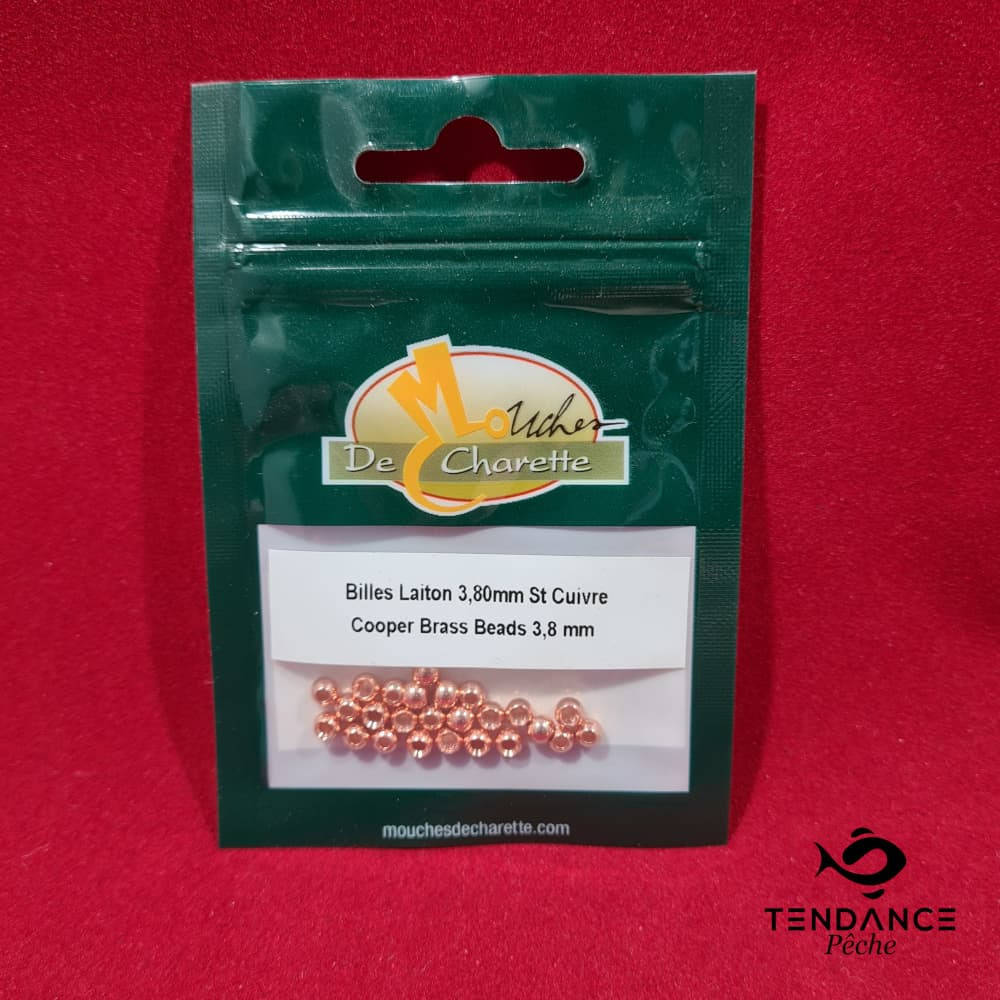 Mouches
De Charette
Billes Laiton 3,80mm St Cuivre
Cooper Brass Beads 3,8 mm
mouchesdecharette.com
TENDANCE
Pêche